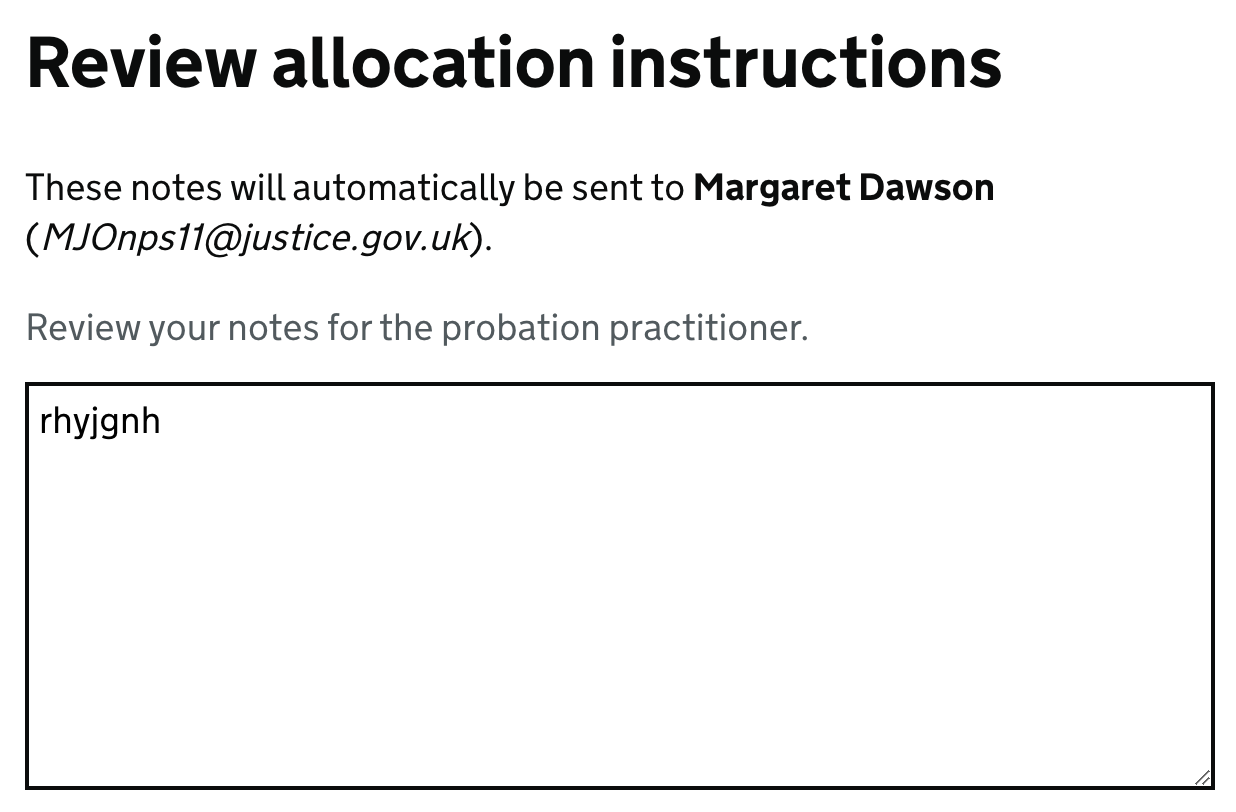 Review allocation instructions
These notes will automatically be sent to Margaret Dawson
(MJOnps11@justice.gov.uk).
Review your notes for the probation practitioner.
rhyjgnh